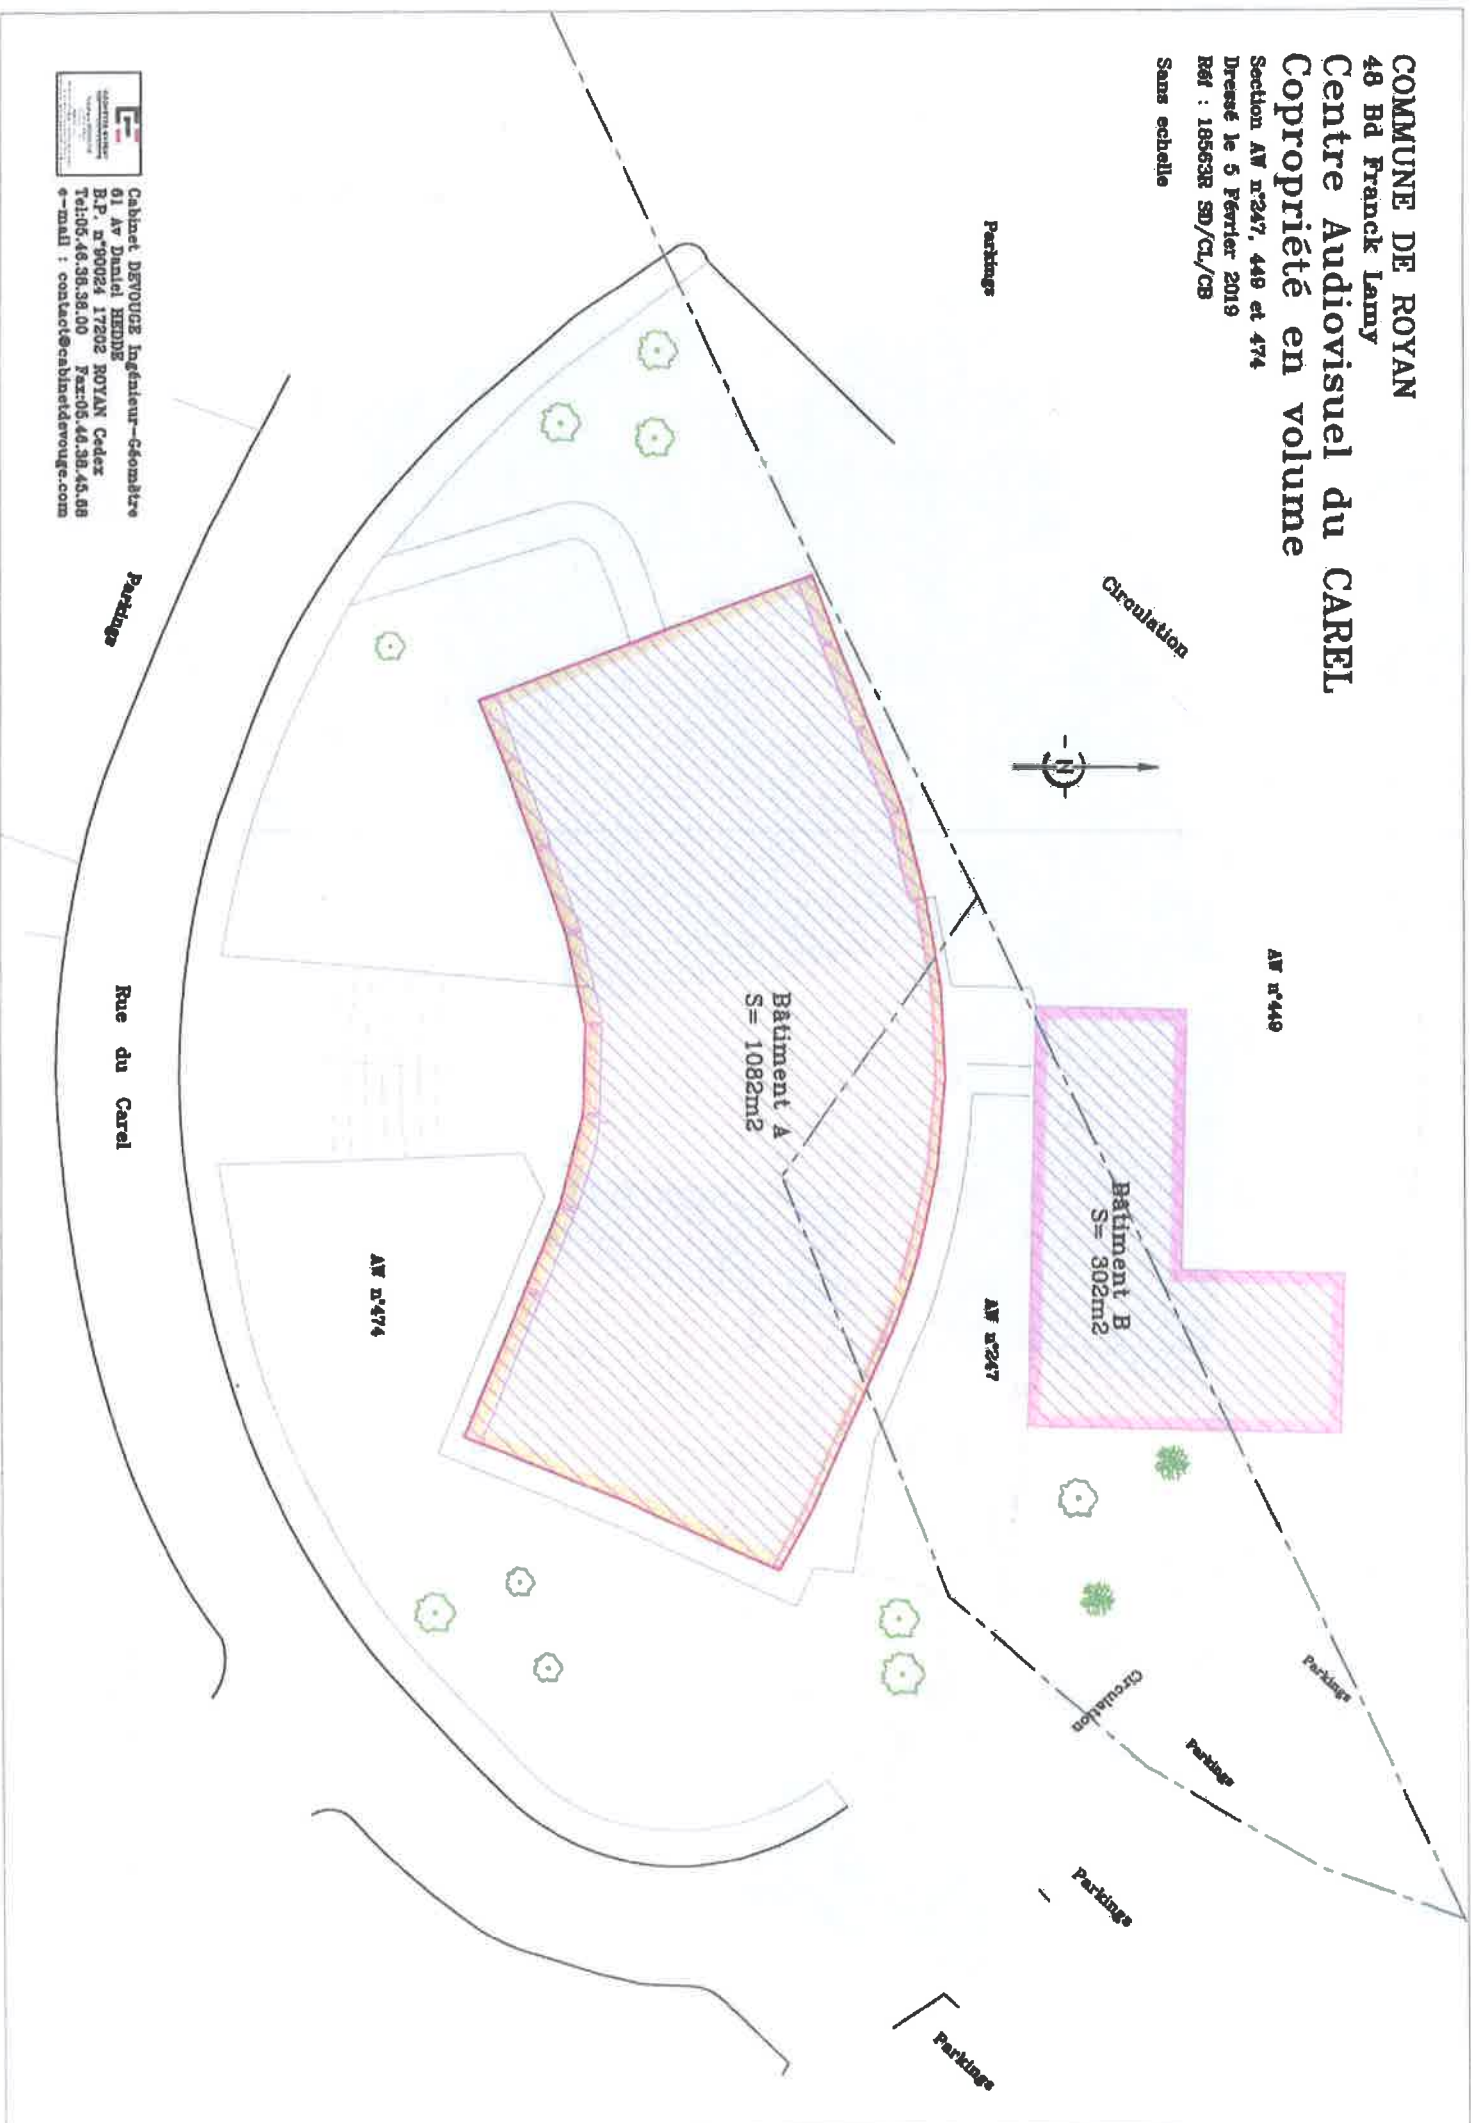 COMMUNE DE ROYAN
48 Bd Franck Lamy
Centre Audiovisuel du CAREL
Copropriété en volume
Section AW n°247, 449 et 474
Dressé le 5 Février 2019
Réf : 18563R SD/CL/CB
Sans echelle
Parkings
Circulation
N
AW n°449
Bâtiment B
S= 302m2
AW n°247
Bâtiment A
S= 1082m2
AW n°474
Parkings
Parkings
Circulation
Parkings
Parkings
Rue du Carel
Parkings
Cabinet DEVOUGE Ingénieur-Géomètre
61 Av Daniel HEDDE
B.P. n°90024 17202 ROYAN Cedex
Tel:05.46.38.38.00 Fax:05.46.38.45.68
e-mail : contact@cabinetdevouge.com